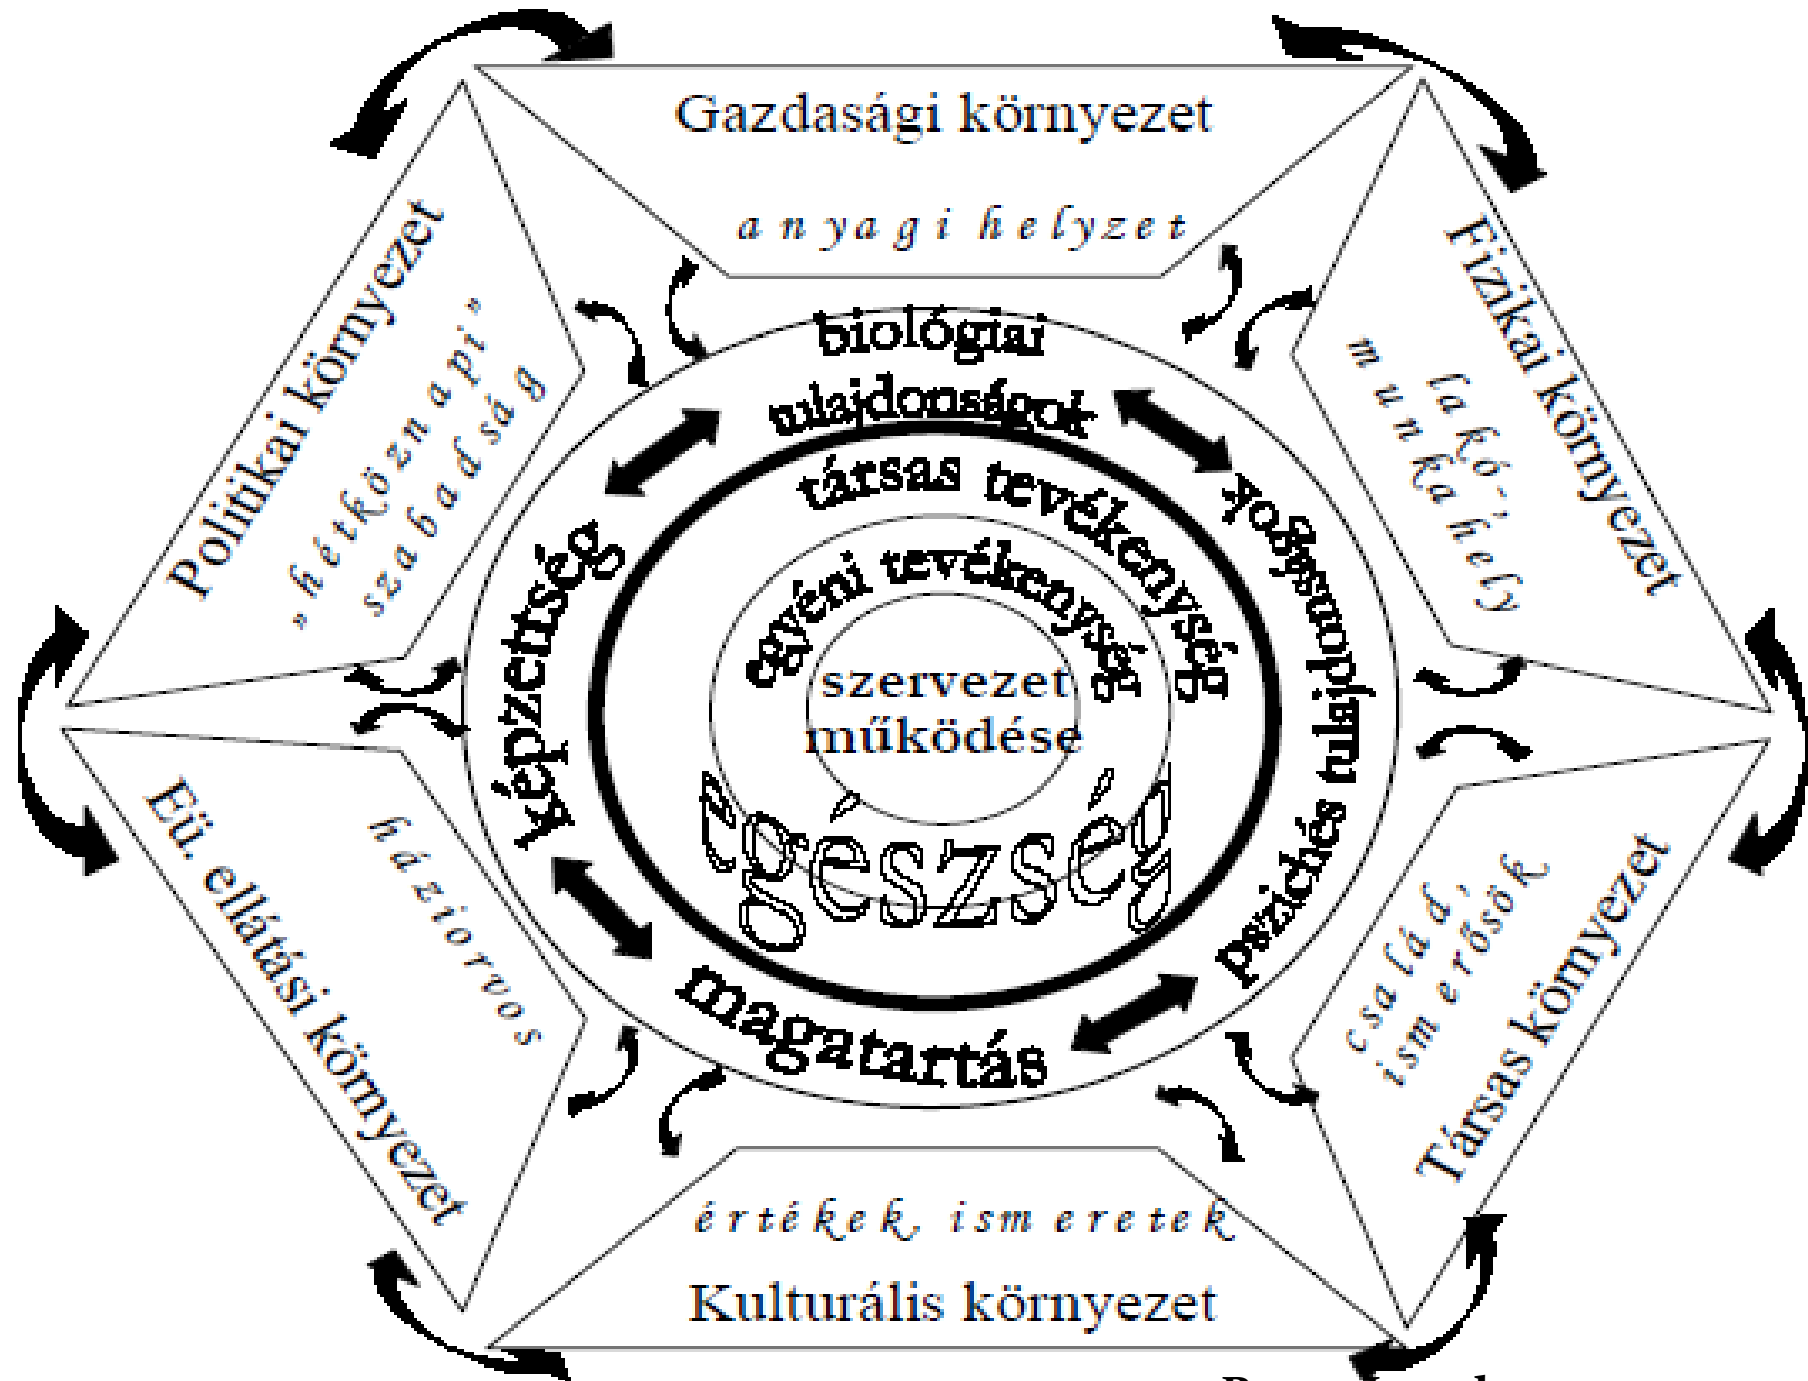 Gazdasági környezet
anyagi helyzet
Politikai környezet
„hétköznapi”
szabadság
Fizikai környezet
lakó-,
munkahely
biológiai
tulajdonságok
társas tevékenység
egyéni tevékenység
szervezet
működése
egészség
képzettség
pszichés tulajdonságok
magatartás
Eü. ellátási környezet
háziorvos
család,
ismerősök
Társas környezet
értékek, ismeretek
Kulturális környezet